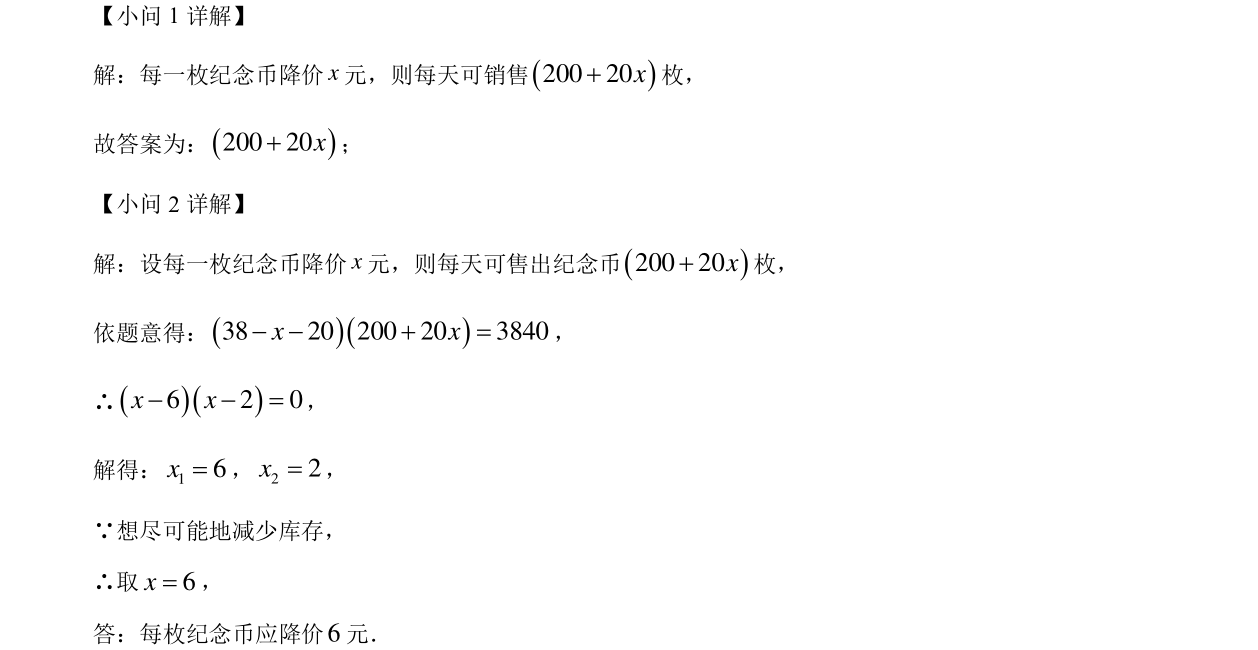 【小问 1 详解】
解：每一枚纪念币降价 x 元，则每天可销售(200+20x)枚，
故答案为：(200+20x)；
【小问 2 详解】
解：设每一枚纪念币降价 x 元，则每天可售出纪念币(200+20x)枚，
依题意得：(38−x−20)(200+20x)=3840，
∴(x−6)(x−2)=0，
解得：x₁=6，x₂=2，
∵想尽可能地减少库存，
∴取 x=6，
答：每枚纪念币应降价 6 元．